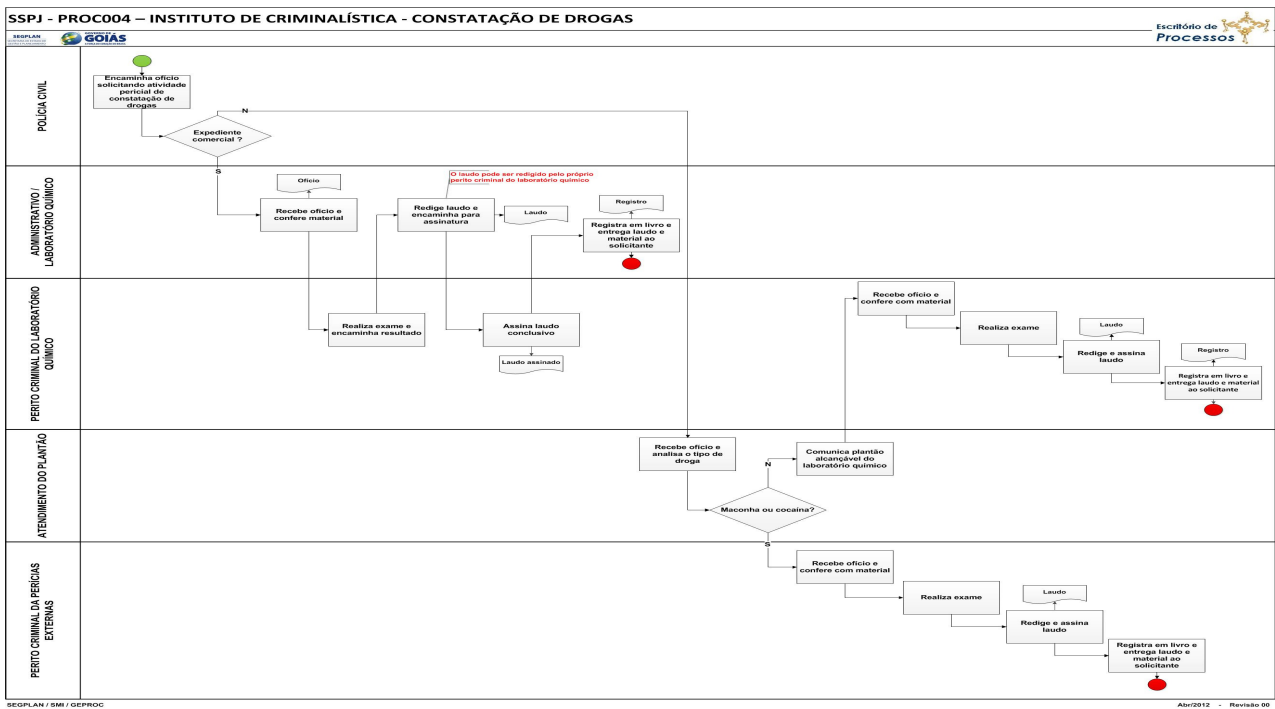 SSPJ - PROC004 – INSTITUTO DE CRIMINALÍSTICA - CONSTATAÇÃO DE DROGAS
Escritório de
Processos
SEGPLAN
GOVERNO DE
GOIÁS
POLÍCIA CIVIL
Encaminha ofício
solicitando atividade
pericial de
constatação de
drogas
N
Expediente
comercial ?
S
ADMINISTRATIVO /
LABORATÓRIO QUÍMICO
Ofício
Recebe ofício e
confere material
O laudo pode ser redigido pelo próprio
perito criminal do laboratório químico
Redige laudo e
encaminha para
assinatura
Laudo
Registro
Registra em livro e
entrega laudo e
material ao
solicitante
PERITO CRIMINAL DO LABORATÓRIO
QUÍMICO
Realiza exame e
encaminha resultado
Assina laudo
conclusivo
Laudo assinado
Recebe ofício e
confere com material
Realiza exame
Laudo
Redige e assina
laudo
Registro
Registra em livro e
entrega laudo e material
ao solicitante
ATENDIMENTO DO PLANTÃO
Recebe ofício e
analisa o tipo de
droga
N
Comunica plantão
alcançável do
laboratório químico
Maconha ou cocaína?
S
PERITO CRIMINAL DA PERÍCIAS
EXTERNAS
Recebe ofício e
confere com material
Realiza exame
Laudo
Redige e assina
laudo
Registra em livro e
entrega laudo e
material ao
solicitante
SEGPLAN / SMI / GEPROC
Abr/2012 - Revisão 00